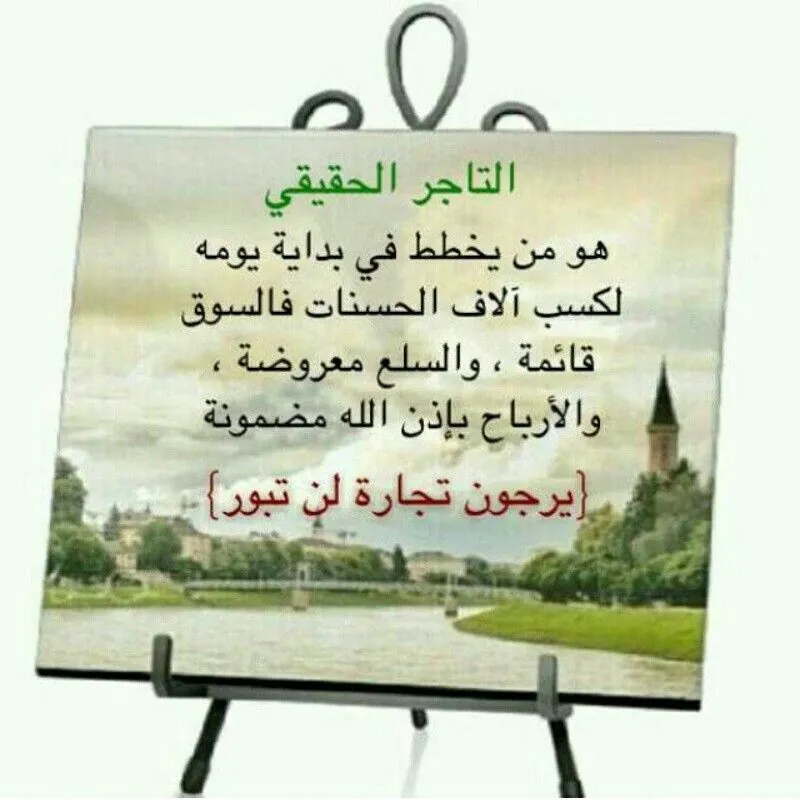 التاجر الحقيقي
هو من يخطط في بداية يومه
لكسب آلاف الحسنات فالسوق
قائمة ، والسلع معروضة ،
والأرباح بإذن الله مضمونة
{يرجون تجارة لن تبور}